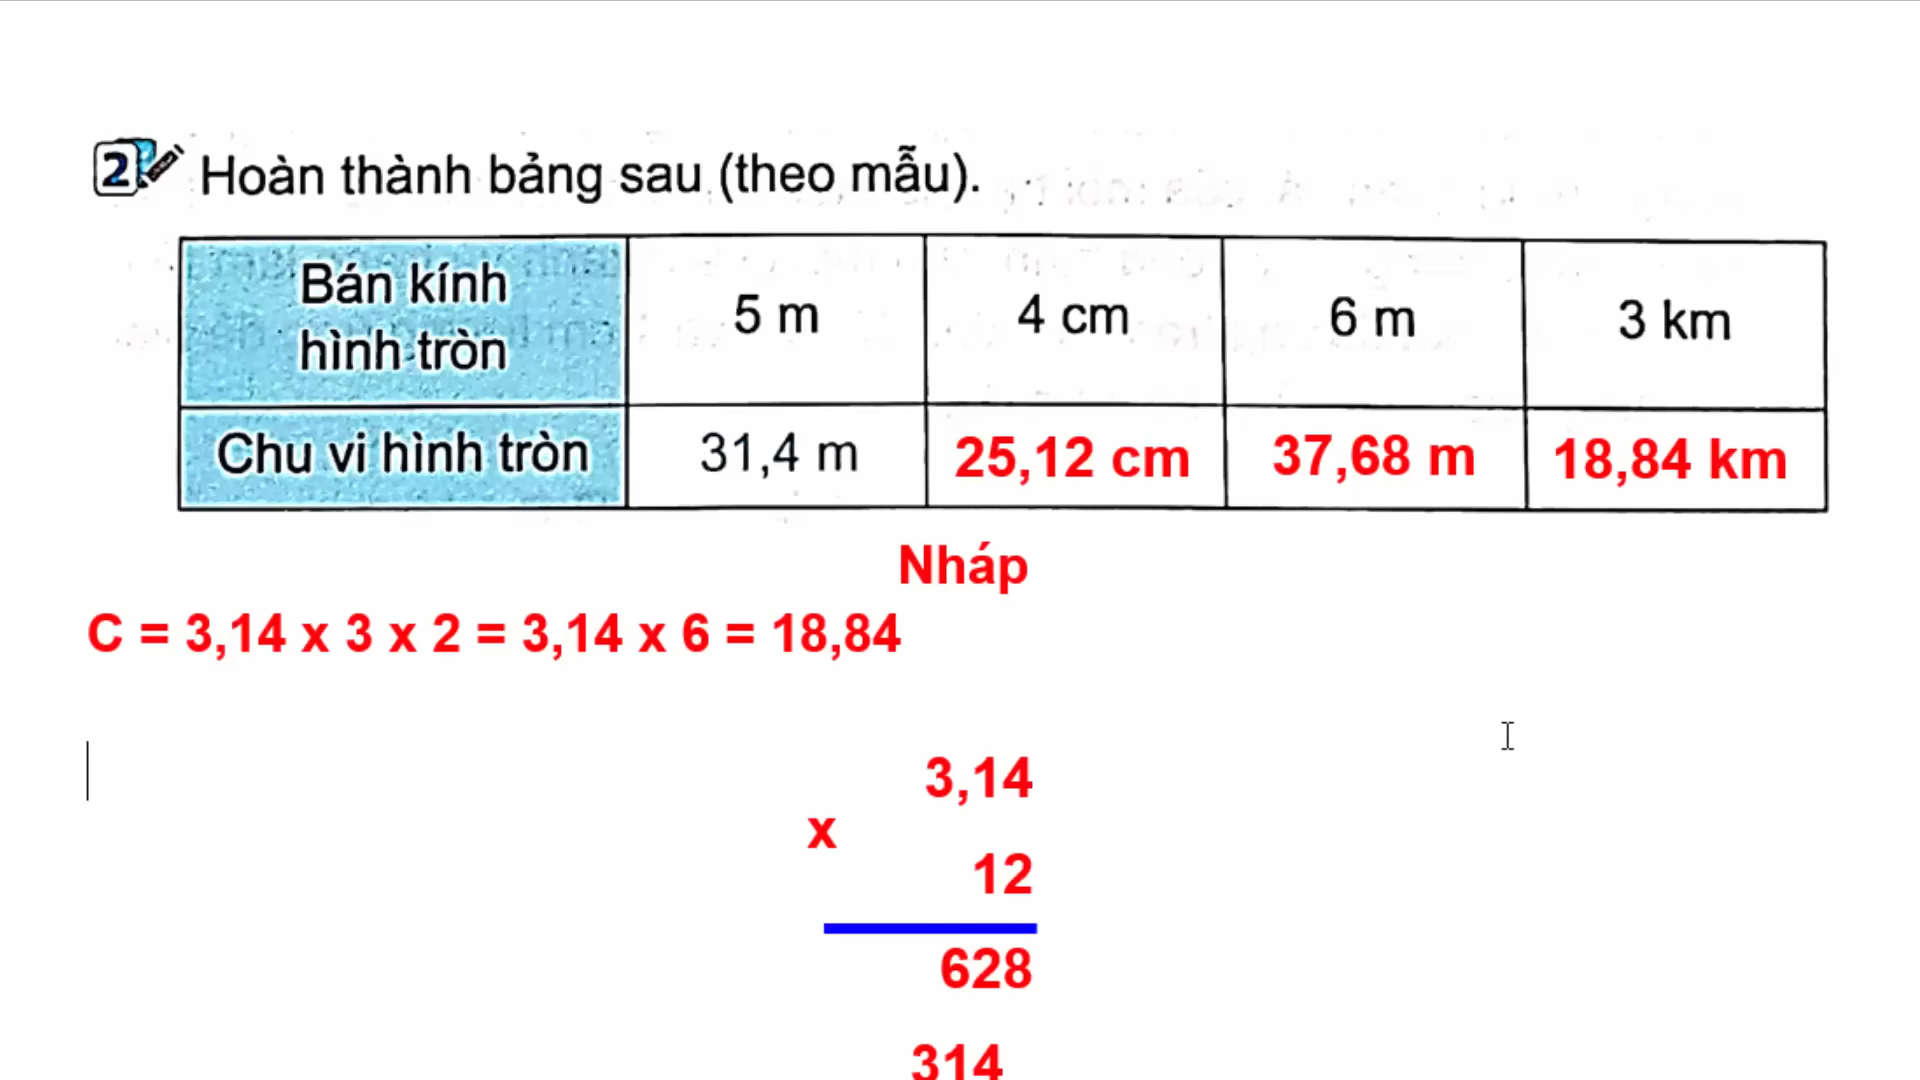 2 Hoàn thành bảng sau (theo mẫu).
Bán kính hình tròn 5 m 4 cm 6 m 3 km
Chu vi hình tròn 31,4 m 25,12 cm 37,68 m 18,84 km
Nháp
C = 3,14 x 3 x 2 = 3,14 x 6 = 18,84
3,14
x
12
628
314